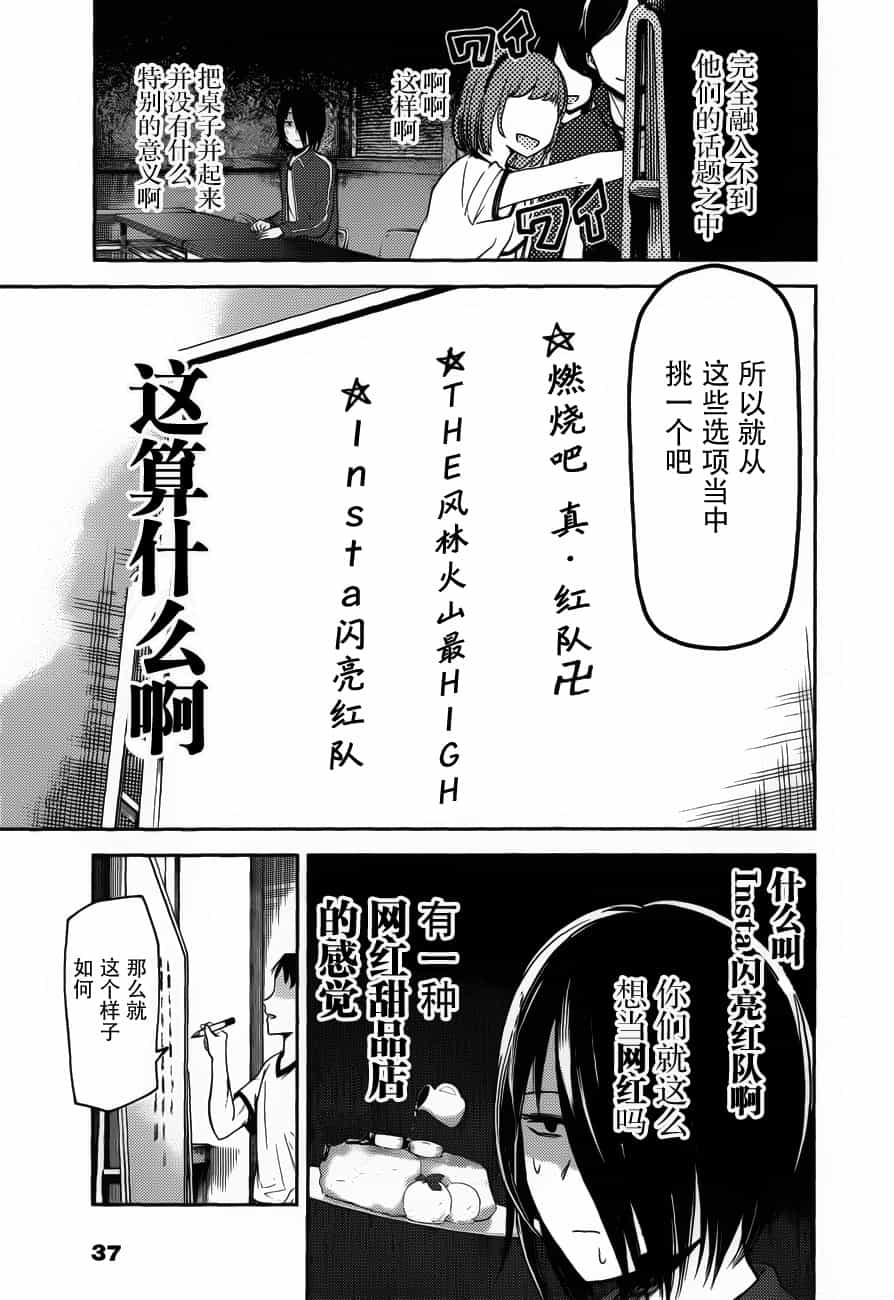 完全融入不到
他们的话题之中
ワイ
啊啊
这样啊
ワイ
把桌子并起来
并没有什么
特别的意义啊
所以就从
这些选项当中
挑一个吧
☆燃烧吧 真·红队卍
☆THE风林火山最HIGH
☆Insta闪亮红队
这算什么啊
什么叫
Insta闪亮红队啊
你们就这么
想当网红吗
有一种
网红甜品店
的感觉
那么就
这个样子
如何
37